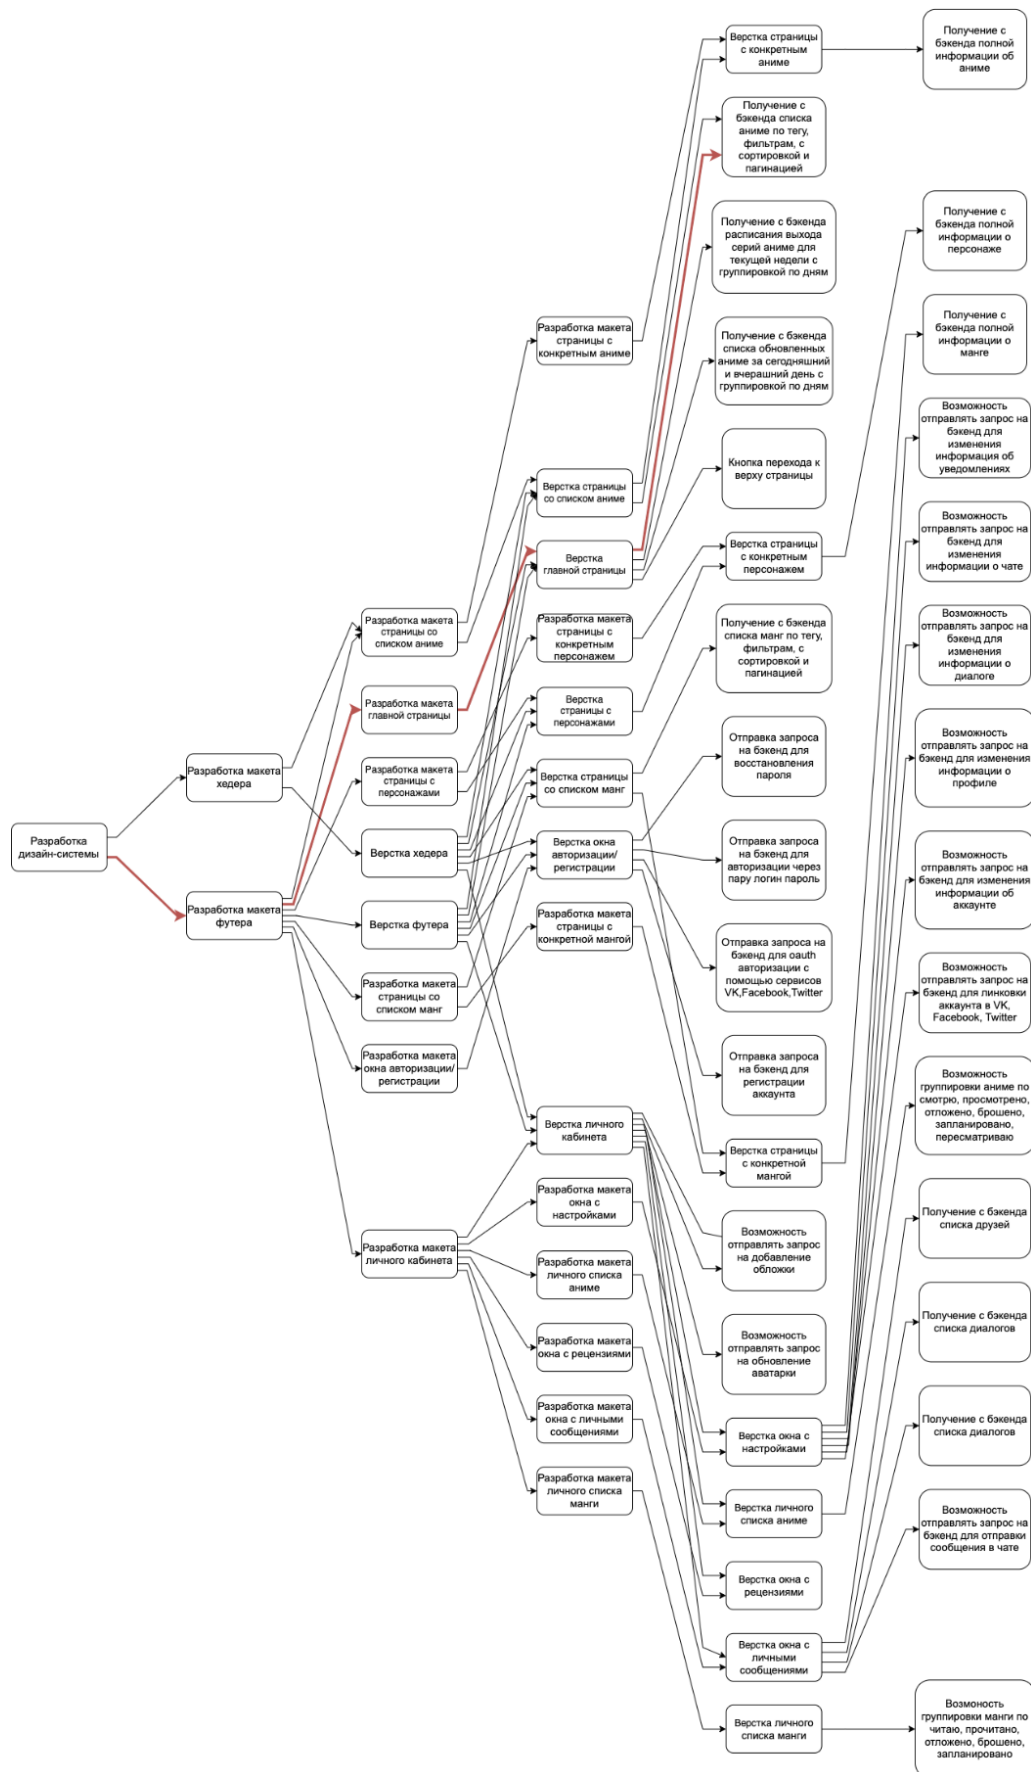 Разработка
дизайн-системы
Разработка макета
хедера
Разработка макета
футера
Разработка макета
страницы со
списком аниме
Разработка макета
главной страницы
Разработка макета
страницы с
персонажами
Верстка хедера
Верстка футера
Разработка макета
страницы со
списком манг
Разработка макета
окна авторизации/
регистрации
Разработка макета
личного кабинета
Разработка макета
страницы с
конкретным аниме
Верстка страницы
со списком аниме
Верстка
главной страницы
Разработка макета
страницы с
конкретным
персонажем
Верстка
страницы с
персонажами
Верстка страницы
со списком манг
Верстка окна
авторизации/
регистрации
Разработка макета
страницы с
конкретной мангой
Верстка личного
кабинета
Разработка макета
окна с
настройками
Разработка макета
личного списка
аниме
Разработка макета
окна с рецензиями
Разработка макета
окна с личными
сообщениями
Разработка макета
личного списка
манги
Верстка страницы
с конкретным
аниме
Получение с
бэкенда списка
аниме по тегу,
фильтрам, с
сортировкой и
пагинацией
Получение с бэкенда
расписания выхода
серий аниме для
текущей недели с
группировкой по дням
Получение с бэкенда
списка обновленных
аниме за сегодняшний
и вчерашний день с
группировкой по дням
Кнопка перехода к
верху страницы
Верстка страницы
с конкретным
персонажем
Получение с бэкенда
списка манг по тегу,
фильтрам, с
сортировкой и
пагинацией
Отправка запроса
на бэкенд для
восстановления
пароля
Отправка запроса
на бэкенд для
авторизации через
пару логин пароль
Отправка запроса на
бэкенд для oauth
авторизации с
помощью сервисов
VK,Facebook,Twitter
Отправка запроса
на бэкенд для
регистрации
аккаунта
Верстка страницы
с конкретной
мангой
Возможность
отправлять запрос
на добавление
обложки
Возможность
отправлять запрос
на обновление
аватарки
Верстка окна с
настройками
Верстка личного
списка аниме
Верстка окна с
рецензиями
Верстка окна с
личными
сообщениями
Верстка личного
списка манги
Получение с
бэкенда полной
информации об
аниме
Получение с
бэкенда полной
информации о
персонаже
Получение с
бэкенда полной
информации о
манге
Возможность
отправлять запрос на
бэкенд для
изменения
информация об
уведомлениях
Возможность
отправлять запрос на
бэкенд для
изменения
информации о чате
Возможность
отправлять запрос на
бэкенд для
изменения
информации о
диалоге
Возможность
отправлять запрос на
бэкенд для изменения
информации о
профиле
Возможность
отправлять запрос на
бэкенд для изменения
информации об
аккаунте
Возможность
отправлять запрос на
бэкенд для линковки
аккаунта в VK,
Facebook, Twitter
Возможность
группировки аниме по
смотрю, просмотрено,
отложено, брошено,
запланировано,
пересматриваю
Получение с бэкенда
списка друзей
Получение с бэкенда
списка диалогов
Получение с бэкенда
списка диалогов
Возможность
отправлять запрос на
бэкенд для отправки
сообщения в чате
Возмоность
группировки манги по
читаю, прочитано,
отложено, брошено,
запланировано